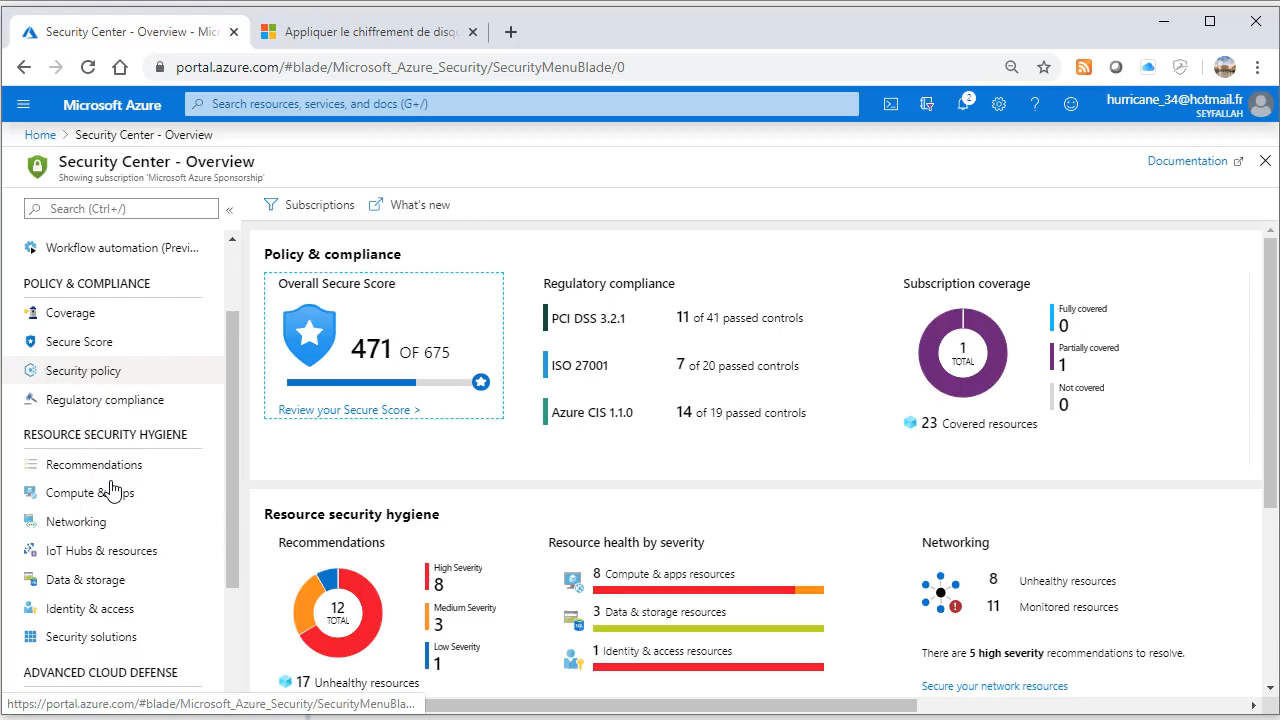 Security Center - Overview - Mic
Appliquer le chiffrement de disqu
portal.azure.com/#blade/Microsoft_Azure_Security/SecurityMenuBlade/0
Microsoft Azure
Search resources, services, and docs (G+/)
2
hurricane_34@hotmail.fr
SEYFALLAH
Home > Security Center - Overview
Security Center - Overview
Showing subscription 'Microsoft Azure Sponsorship'
Documentation
Search (Ctrl+/)
«
Subscriptions
What's new
Workflow automation (Previ...
POLICY & COMPLIANCE
Coverage
Secure Score
Security policy
Regulatory compliance
RESOURCE SECURITY HYGIENE
Recommendations
Compute & apps
Networking
IoT Hubs & resources
Data & storage
Identity & access
Security solutions
ADVANCED CLOUD DEFENSE
https://portal.azure.com/#blade/Microsoft_Azure_Security/SecurityMenuBla...
Policy & compliance
Overall Secure Score
471 OF 675
Review your Secure Score >
Regulatory compliance
PCI DSS 3.2.1 11 of 41 passed controls
ISO 27001 7 of 20 passed controls
Azure CIS 1.1.0 14 of 19 passed controls
Subscription coverage
1
TOTAL
Fully covered
0
Partially covered
1
Not covered
0
23 Covered resources
Resource security hygiene
Recommendations
12
TOTAL
High Severity
8
Medium Severity
3
Low Severity
1
17 Unhealthy resources
Resource health by severity
8 Compute & apps resources
3 Data & storage resources
1 Identity & access resources
Networking
8 Unhealthy resources
11 Monitored resources
There are 5 high severity recommendations to resolve.
Secure your network resources